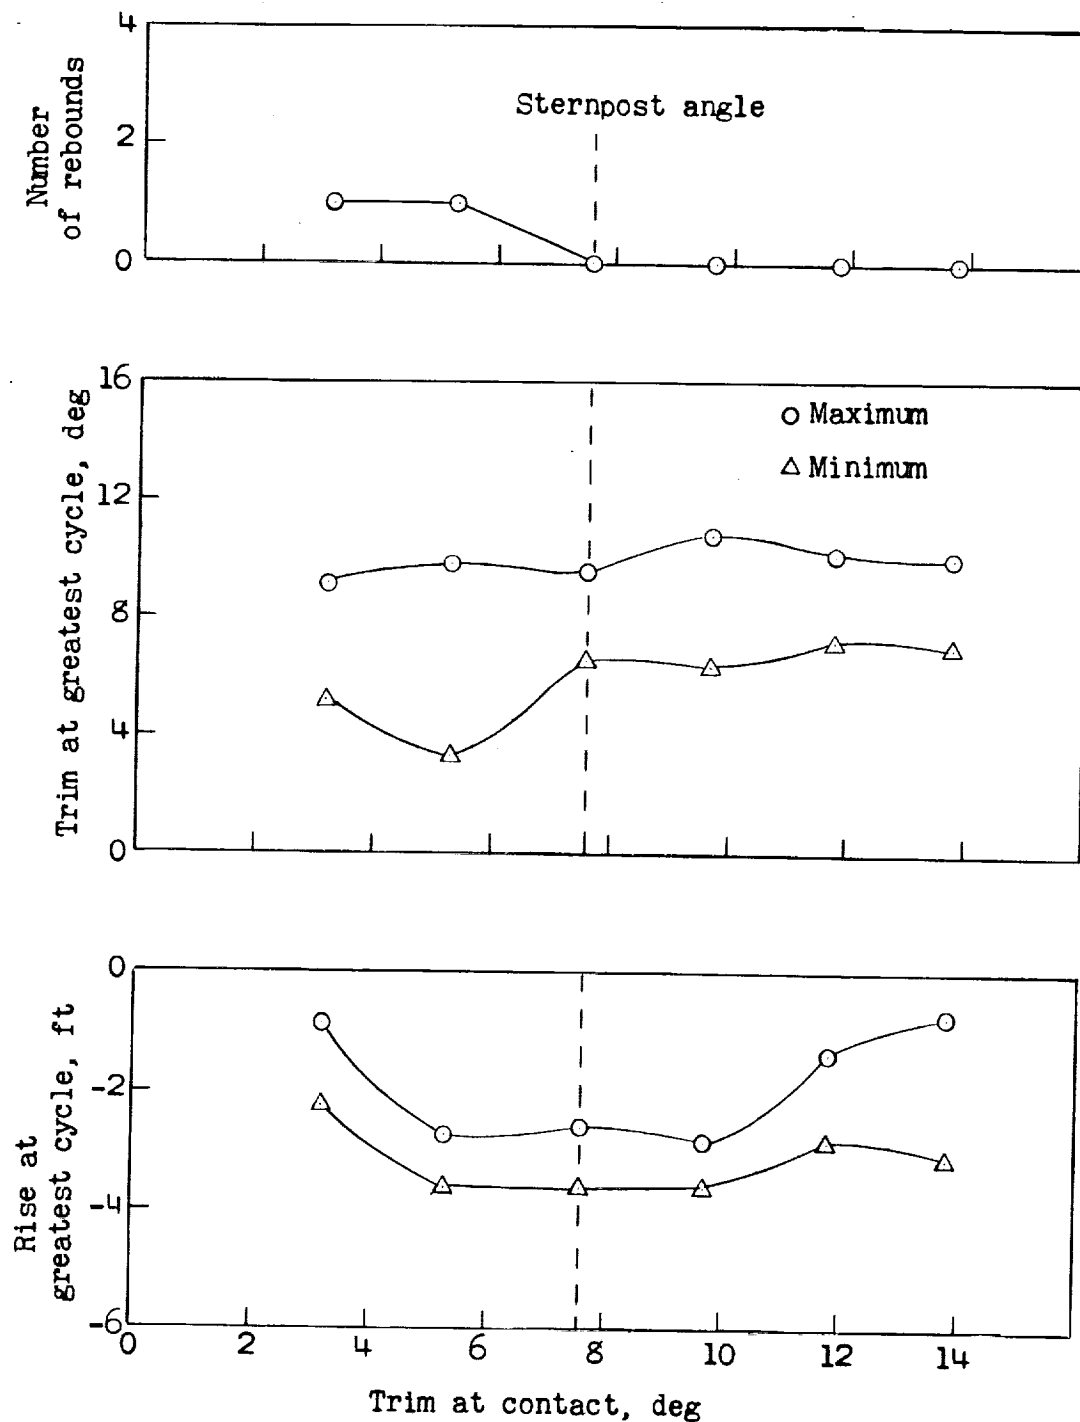 4
Number
of rebounds
2
0
Sternpost angle
16
Trim at greatest cycle, deg
12
8
4
0
Maximum
Minimum
0
Rise at
greatest cycle, ft
-2
-4
-6
0 2 4 6 8 10 12 14
Trim at contact, deg